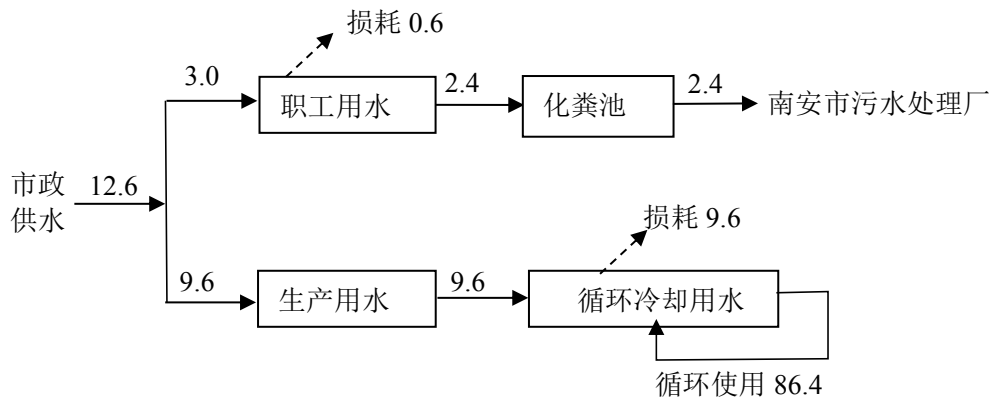 损耗 0.6
3.0
职工用水
2.4
化粪池
2.4
南安市污水处理厂
市政
供水
12.6
损耗 9.6
9.6
生产用水
9.6
循环冷却用水
循环使用 86.4